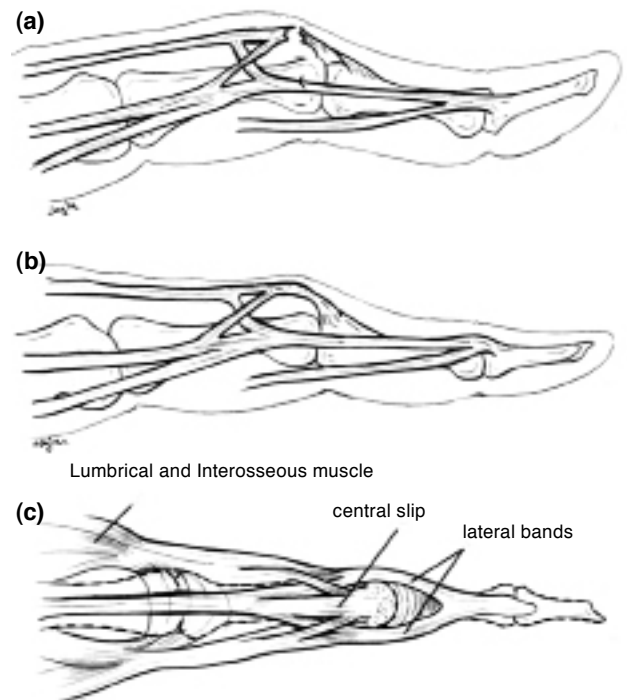 (a)
(b)
Lumbrical and Interosseous muscle
(c)
central slip
lateral bands